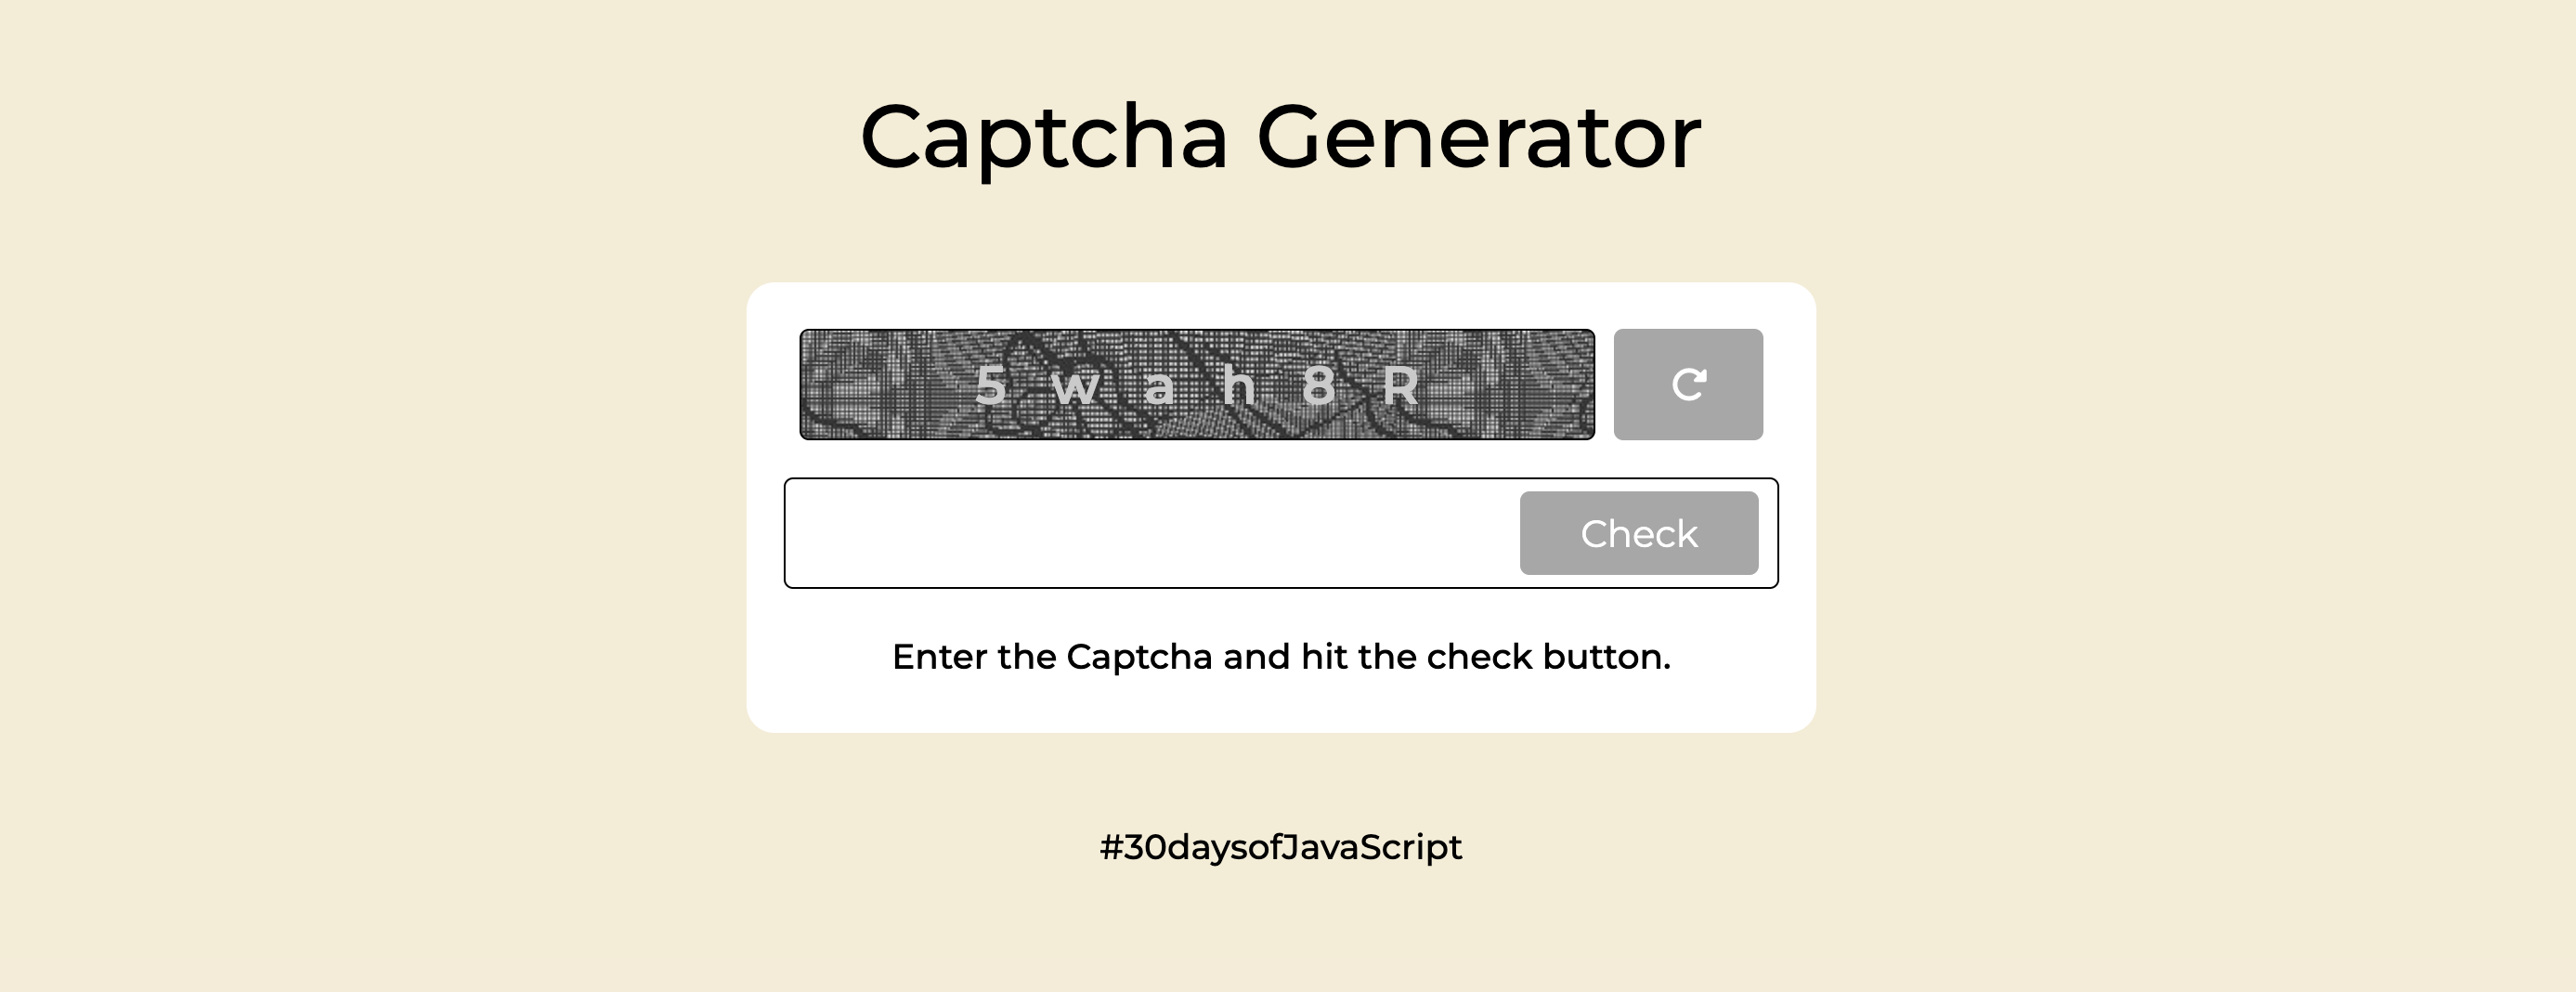 Captcha Generator
5 w a h 8 R
Check
Enter the Captcha and hit the check button.
#30daysofJavaScript